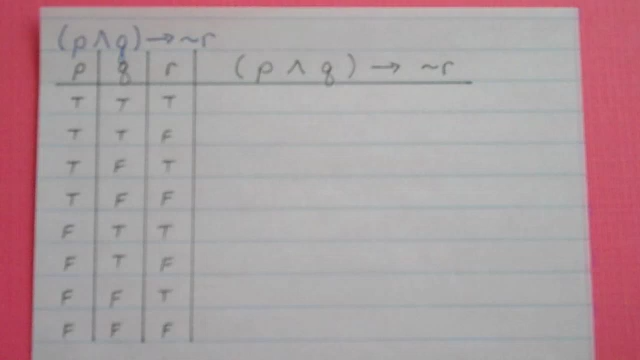 (p ∧ q) → ~r
p q r (p ∧ q) → ~r
T T T
T T F
T F T
T F F
F T T
F T F
F F T
F F F